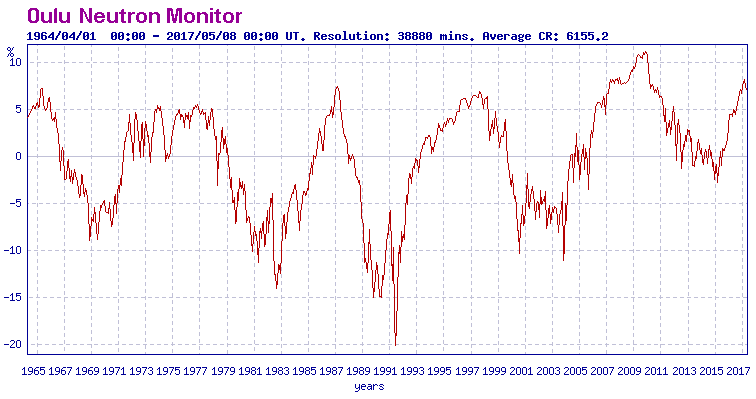 Oulu Neutron Monitor
1964/04/01 00:00 - 2017/05/08 00:00 UT. Resolution: 38880 mins. Average CR: 6155.2
%
10
5
0
-5
-10
-15
-20
1965 1967 1969 1971 1973 1975 1977 1979 1981 1983 1985 1987 1989 1991 1993 1995 1997 1999 2001 2003 2005 2007 2009 2011 2013 2015 2017
years